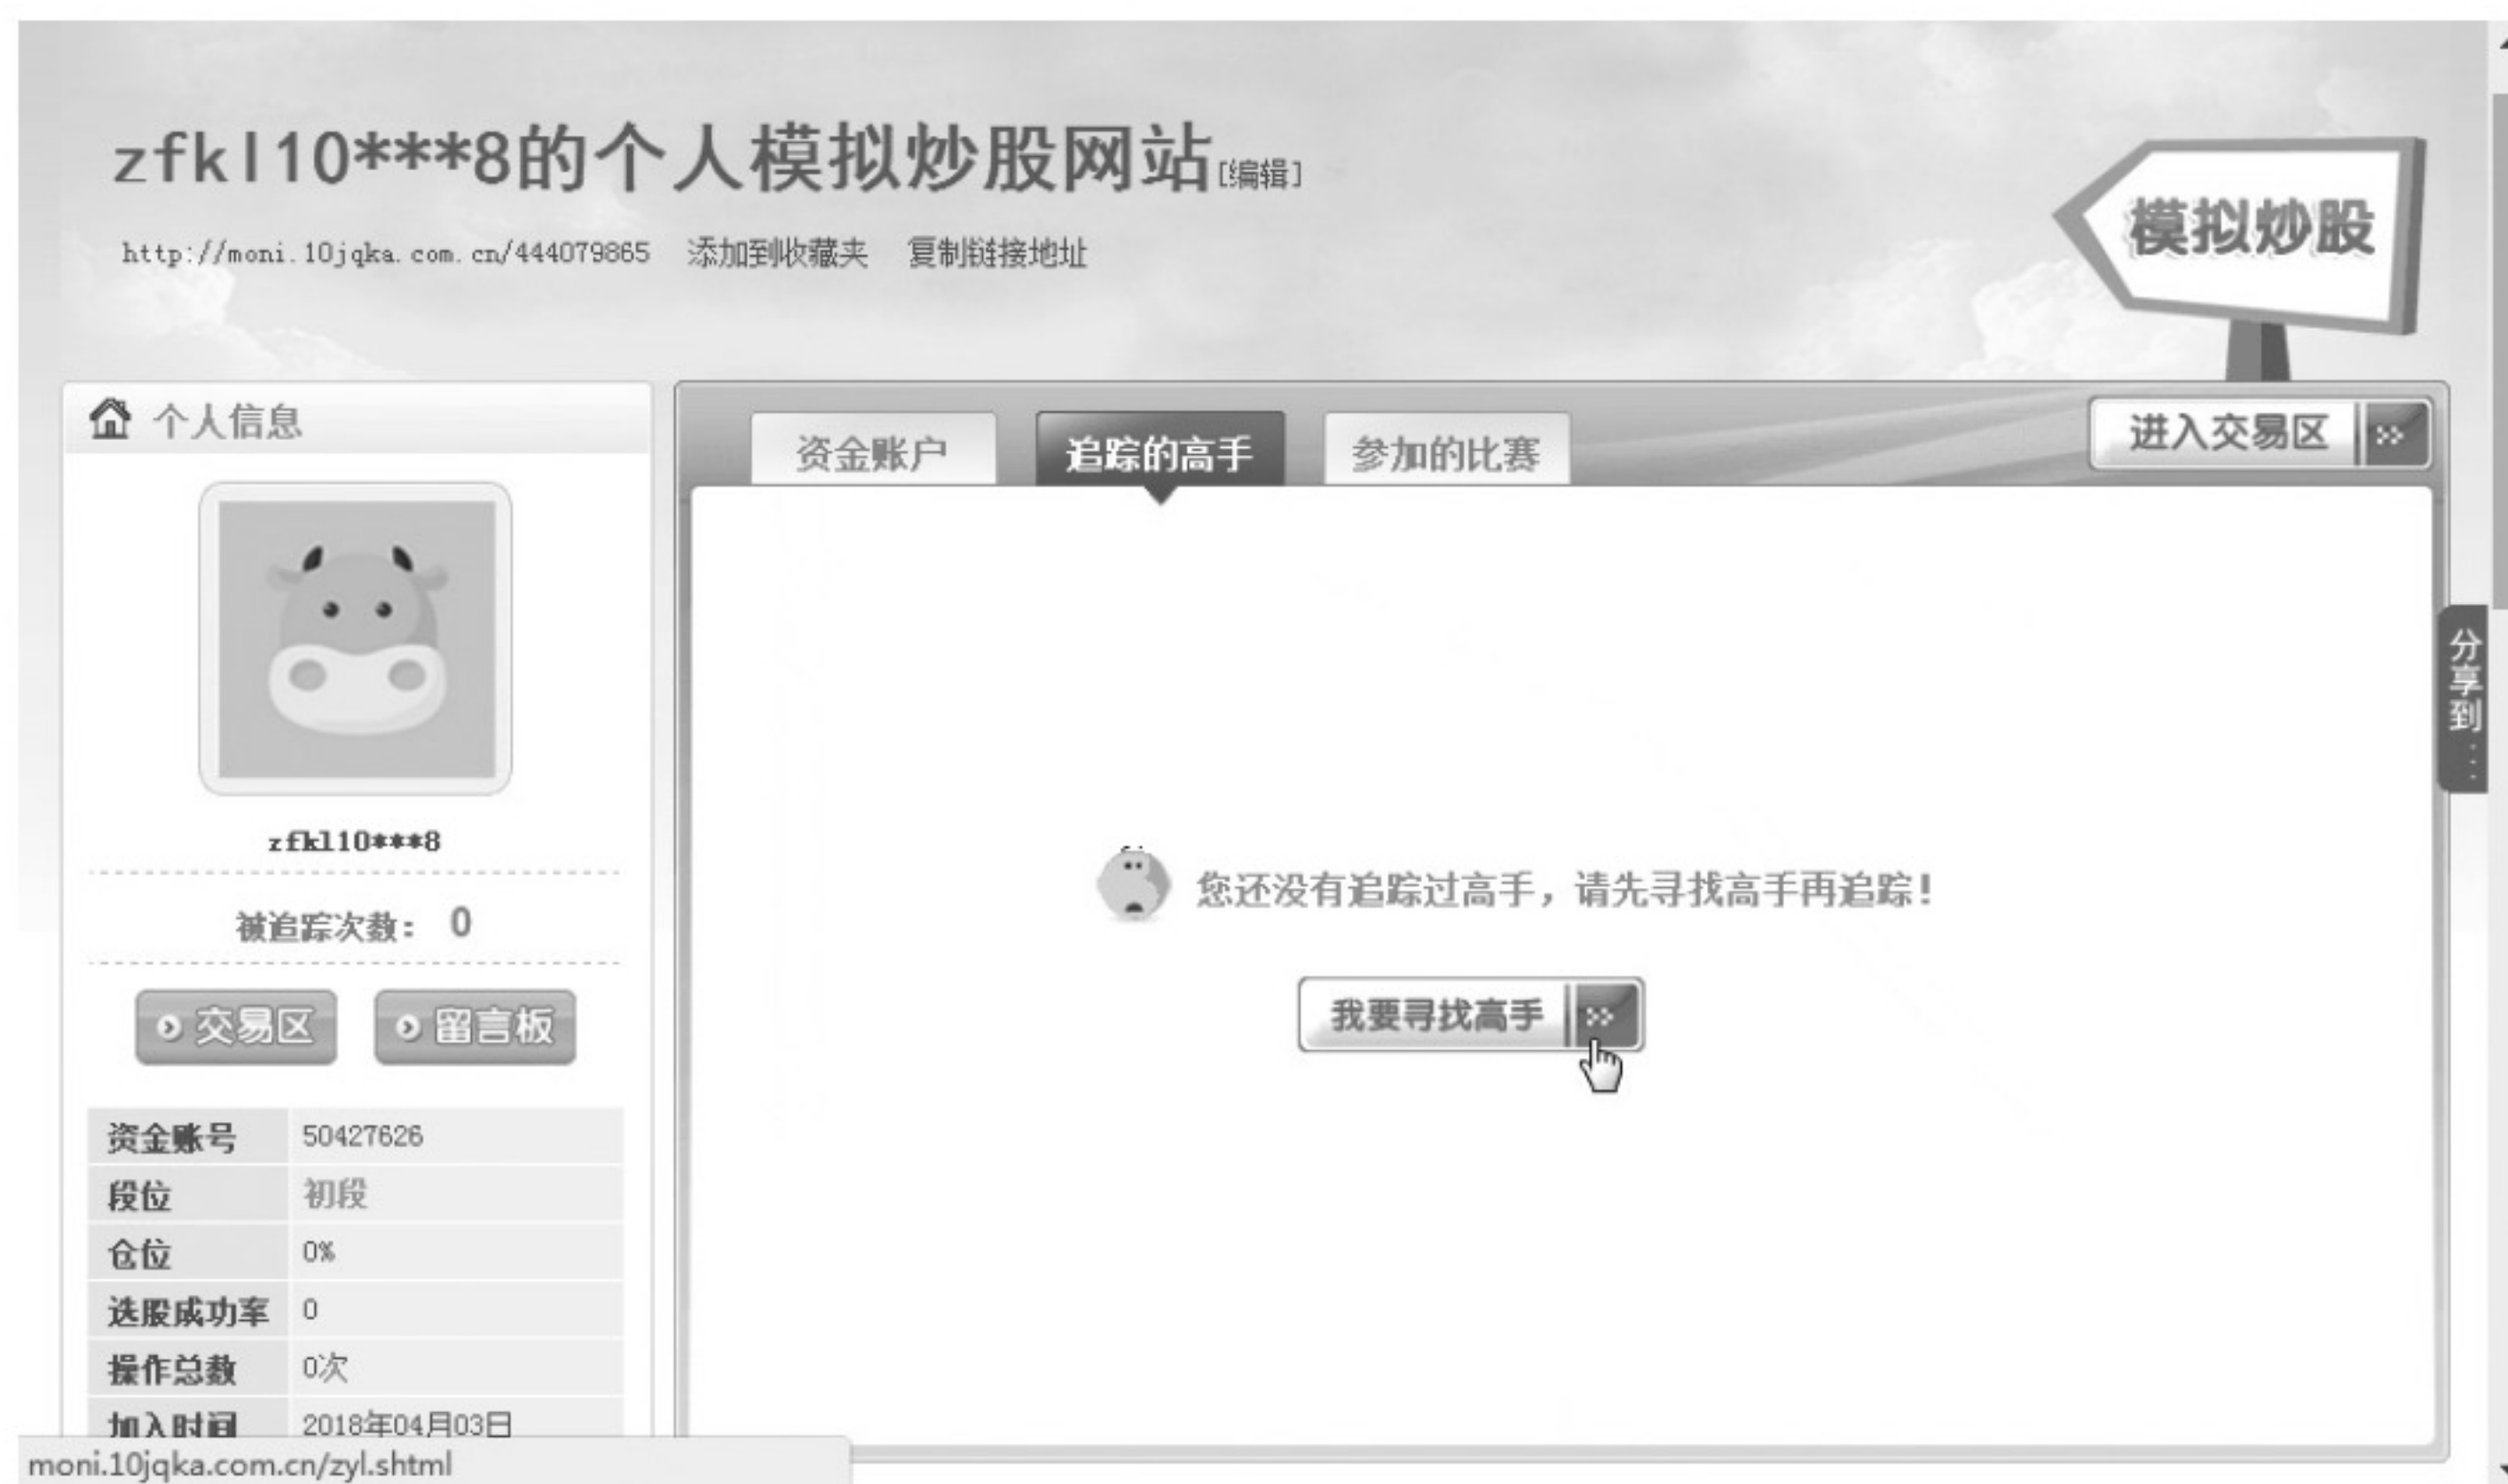 zfkl10***8的个人模拟炒股网站[编辑]
http://moni.10jqka.com.cn/444079865 添加到收藏夹 复制链接地址
模拟炒股
个人信息
资金账户 追踪的高手 参加的比赛 进入交易区
zfkl10***8
被追踪次数： 0
交易区 留言板
您还没有追踪过高手，请先寻找高手再追踪！
我要寻找高手
分享到....
资金账号 50427626
段位 初段
仓位 0%
选股成功率 0
操作总数 0次
加入时间 2018年04月03日
moni.10jqka.com.cn/zyl.shtml